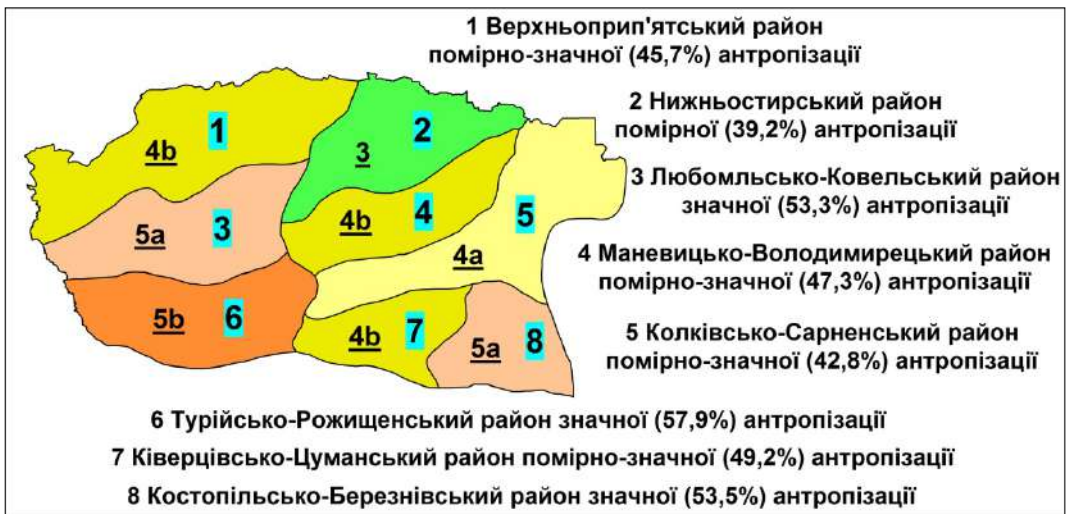 1 Верхньоприп'ятський район
помірно-значної (45,7%) антропізації
2 Нижньостирський район
помірної (39,2%) антропізації
3 Любомльсько-Ковельський район
значної (53,3%) антропізації
4 Маневицько-Володимирецький район
помірно-значної (47,3%) антропізації
5 Колківсько-Сарненський район
помірно-значної (42,8%) антропізації
4b 1
3 2
5a 3
4b 4
4a 5
5b 6
4b 7
5a 8
6 Турійсько-Рожищенський район значної (57,9%) антропізації
7 Ківерцівсько-Цуманський район помірно-значної (49,2%) антропізації
8 Костопільсько-Березнівський район значної (53,5%) антропізації